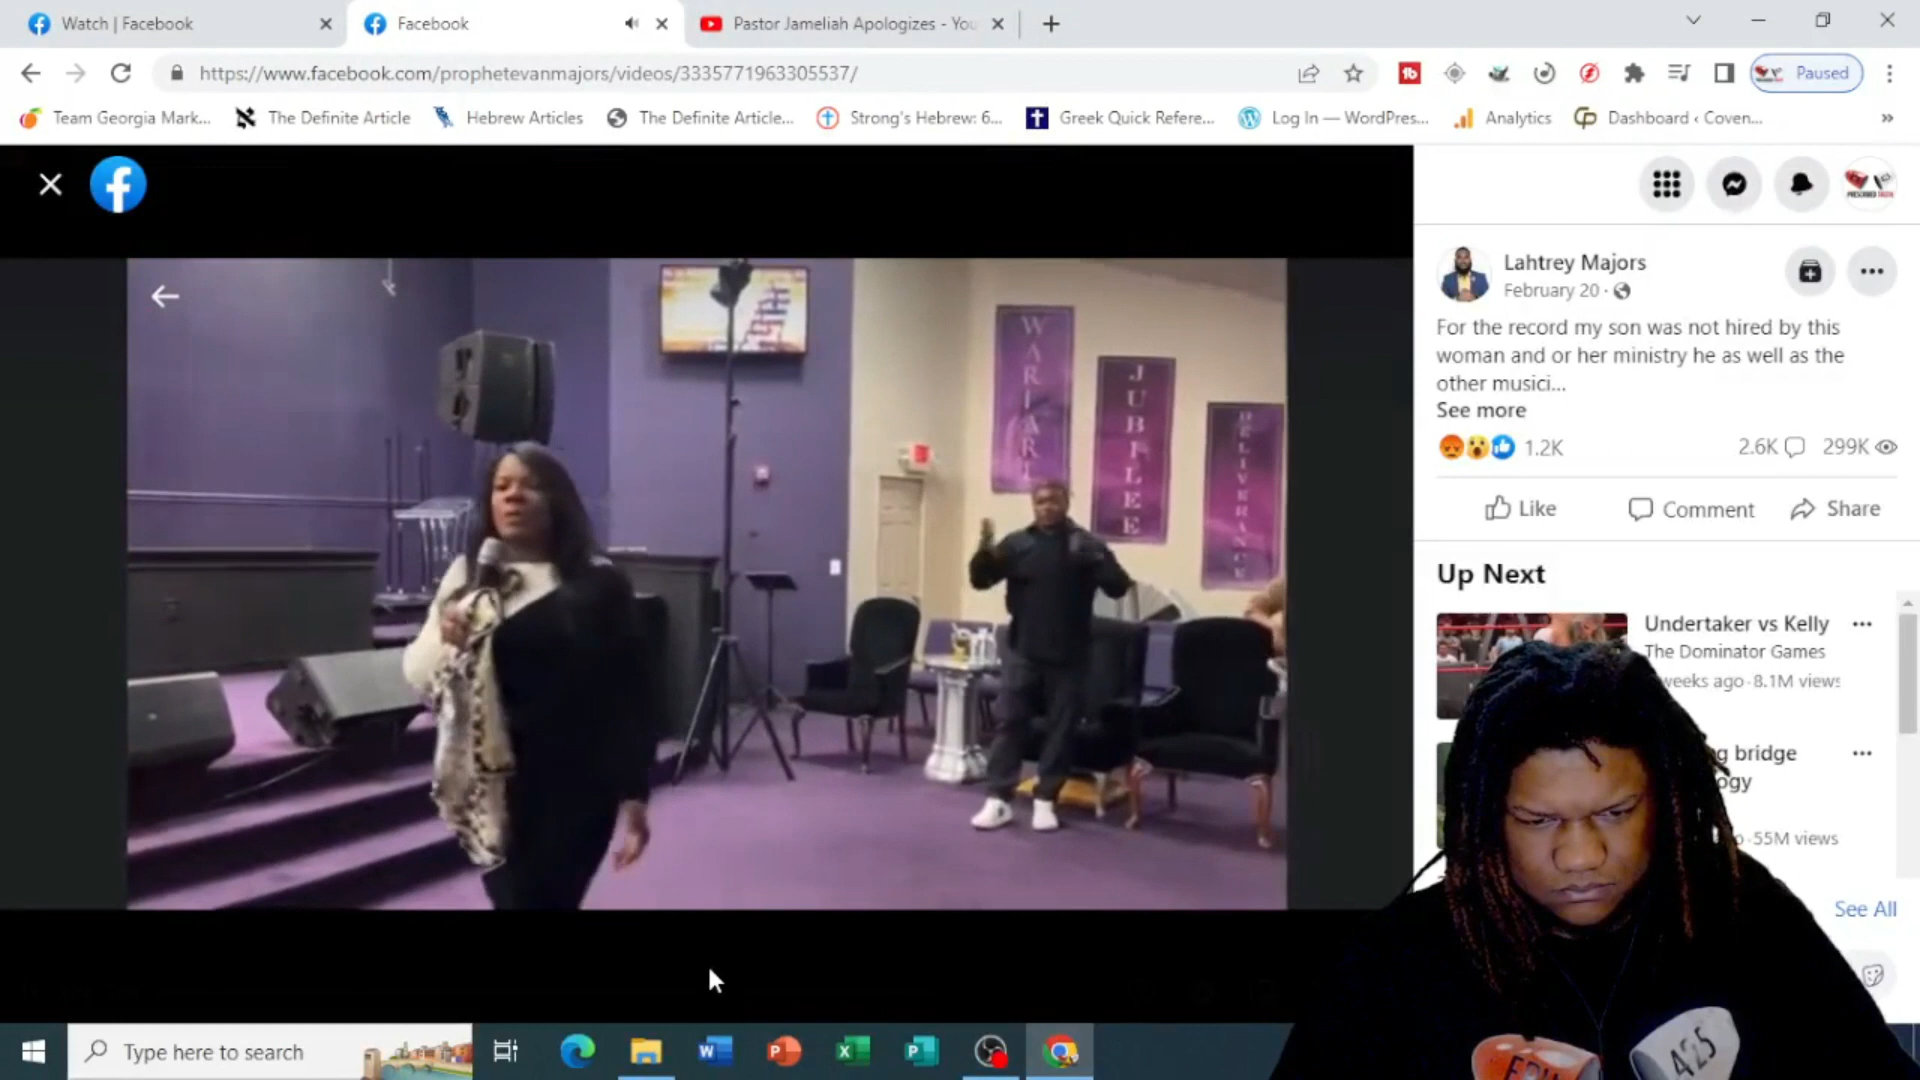 Watch | Facebook
Facebook
Pastor Jameliah Apologizes - You
https://www.facebook.com/prophetevanmajors/videos/3335771963305537/
Paused
Team Georgia Mark...
The Definite Article
Hebrew Articles
The Definite Article...
Strong's Hebrew: 6...
Greek Quick Refere...
Log In — WordPres...
Analytics
Dashboard ‹ Coven...
Lahtrey Majors
February 20
For the record my son was not hired by this
woman and or her ministry he as well as the
other musici...
See more
1.2K
2.6K
299K
Like
Comment
Share
Up Next
Undertaker vs Kelly
The Dominator Games
weeks ago · 8.1M views
g bridge
ogy
55M views
See All
JUBILEE
DELIVERANCE
Type here to search
425